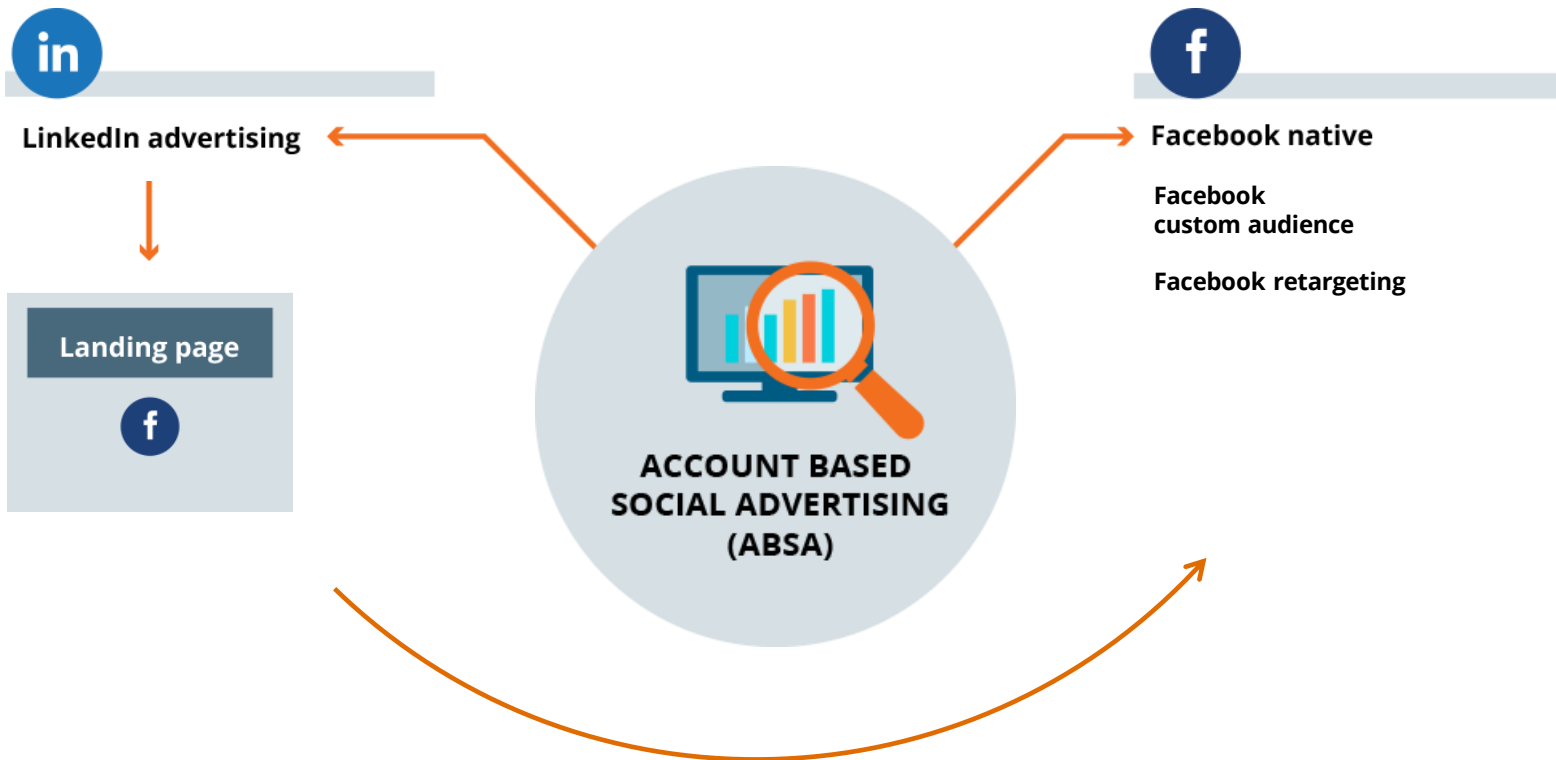 in
LinkedIn advertising
Landing page
f
ACCOUNT BASED
SOCIAL ADVERTISING
(ABSA)
f
Facebook native
Facebook
custom audience
Facebook retargeting